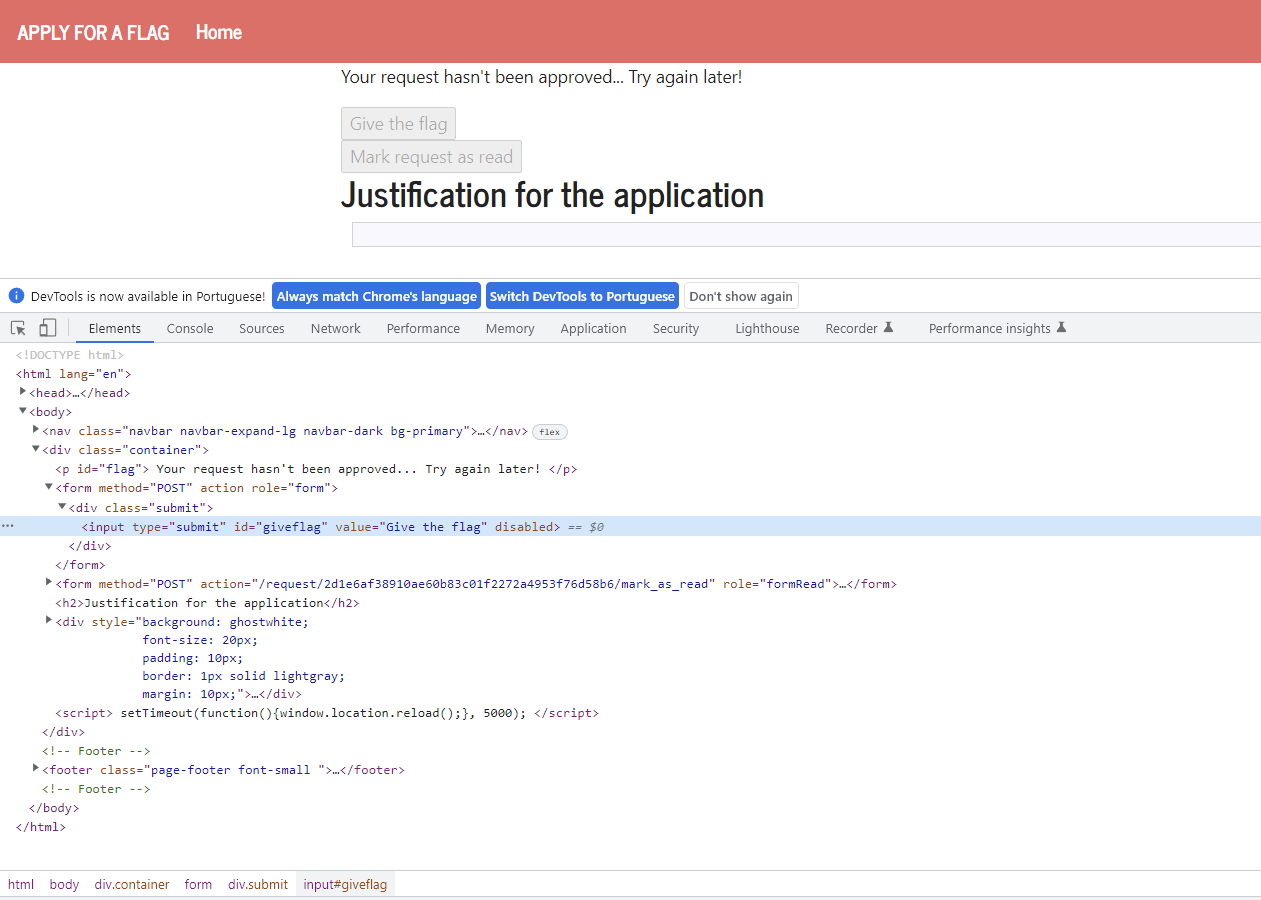 APPLY FOR A FLAG Home
Your request hasn't been approved... Try again later!
Give the flag
Mark request as read
Justification for the application
DevTools is now available in Portuguese! Always match Chrome's language Switch DevTools to Portuguese Don't show again
Elements Console Sources Network Performance Memory Application Security Lighthouse Recorder Performance insights
<!DOCTYPE html>
<html lang="en">
<head>…</head>
<body>
<nav class="navbar navbar-expand-lg navbar-dark bg-primary">…</nav> flex
<div class="container">
<p id="flag"> Your request hasn't been approved... Try again later! </p>
<form method="POST" action role="form">
<div class="submit">
<input type="submit" id="giveflag" value="Give the flag" disabled> == $0
</div>
</form>
<form method="POST" action="/request/2d1e6af38910ae60b83c01f2272a4953f76d58b6/mark_as_read" role="formRead">…</form>
<h2>Justification for the application</h2>
<div style="background: ghostwhite;
font-size: 20px;
padding: 10px;
border: 1px solid lightgray;
margin: 10px;">…</div>
<script> setTimeout(function(){window.location.reload();}, 5000); </script>
</div>
<!-- Footer -->
<footer class="page-footer font-small ">…</footer>
<!-- Footer -->
</body>
</html>
html body div.container form div.submit input#giveflag